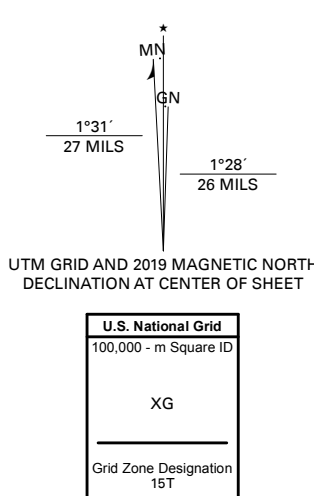 ★
MN
GN
1°31´
27 MILS
1°28´
26 MILS
UTM GRID AND 2019 MAGNETIC NORTH
DECLINATION AT CENTER OF SHEET
U.S. National Grid
100,000 - m Square ID
XG
Grid Zone Designation
15T